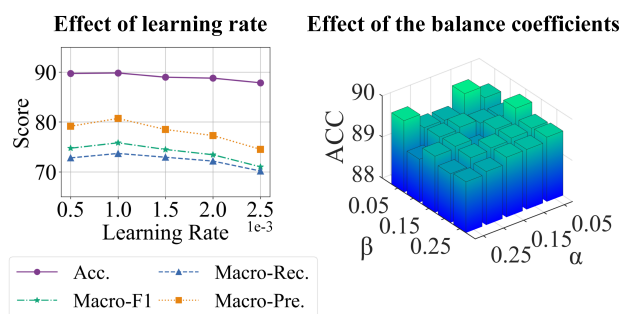 Effect of learning rate
Effect of the balance coefficients
90
80
70
Score
0.5 1.0 1.5 2.0 2.5
Learning Rate 1e-3
Acc.
Macro-Rec.
Macro-F1
Macro-Pre.
90
89
88
ACC
0.05
0.15
0.25
β
0.05
0.15
0.25
α